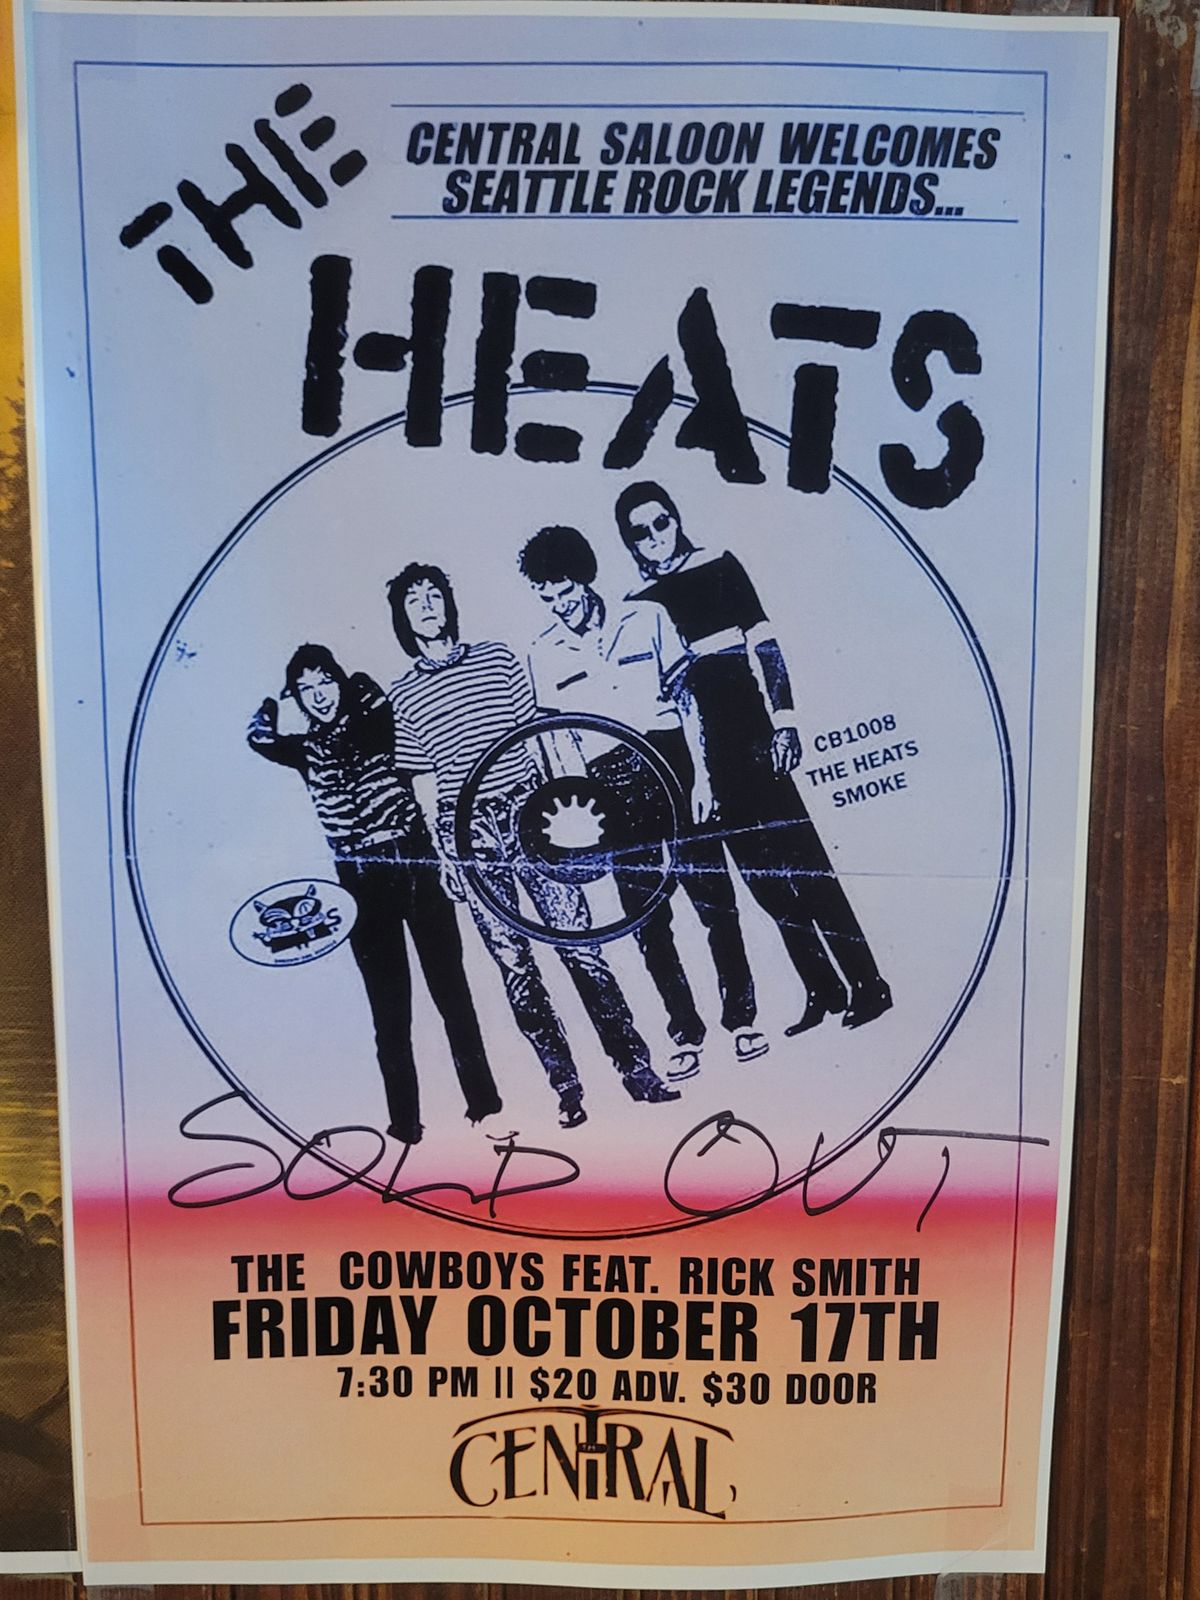 THE
HEATS
CENTRAL SALOON WELCOMES
SEATTLE ROCK LEGENDS...
CB1008
THE HEATS
SMOKE
SOLD OUT
THE COWBOYS FEAT. RICK SMITH
FRIDAY OCTOBER 17TH
7:30 PM || $20 ADV. $30 DOOR
THE
CENTRAL